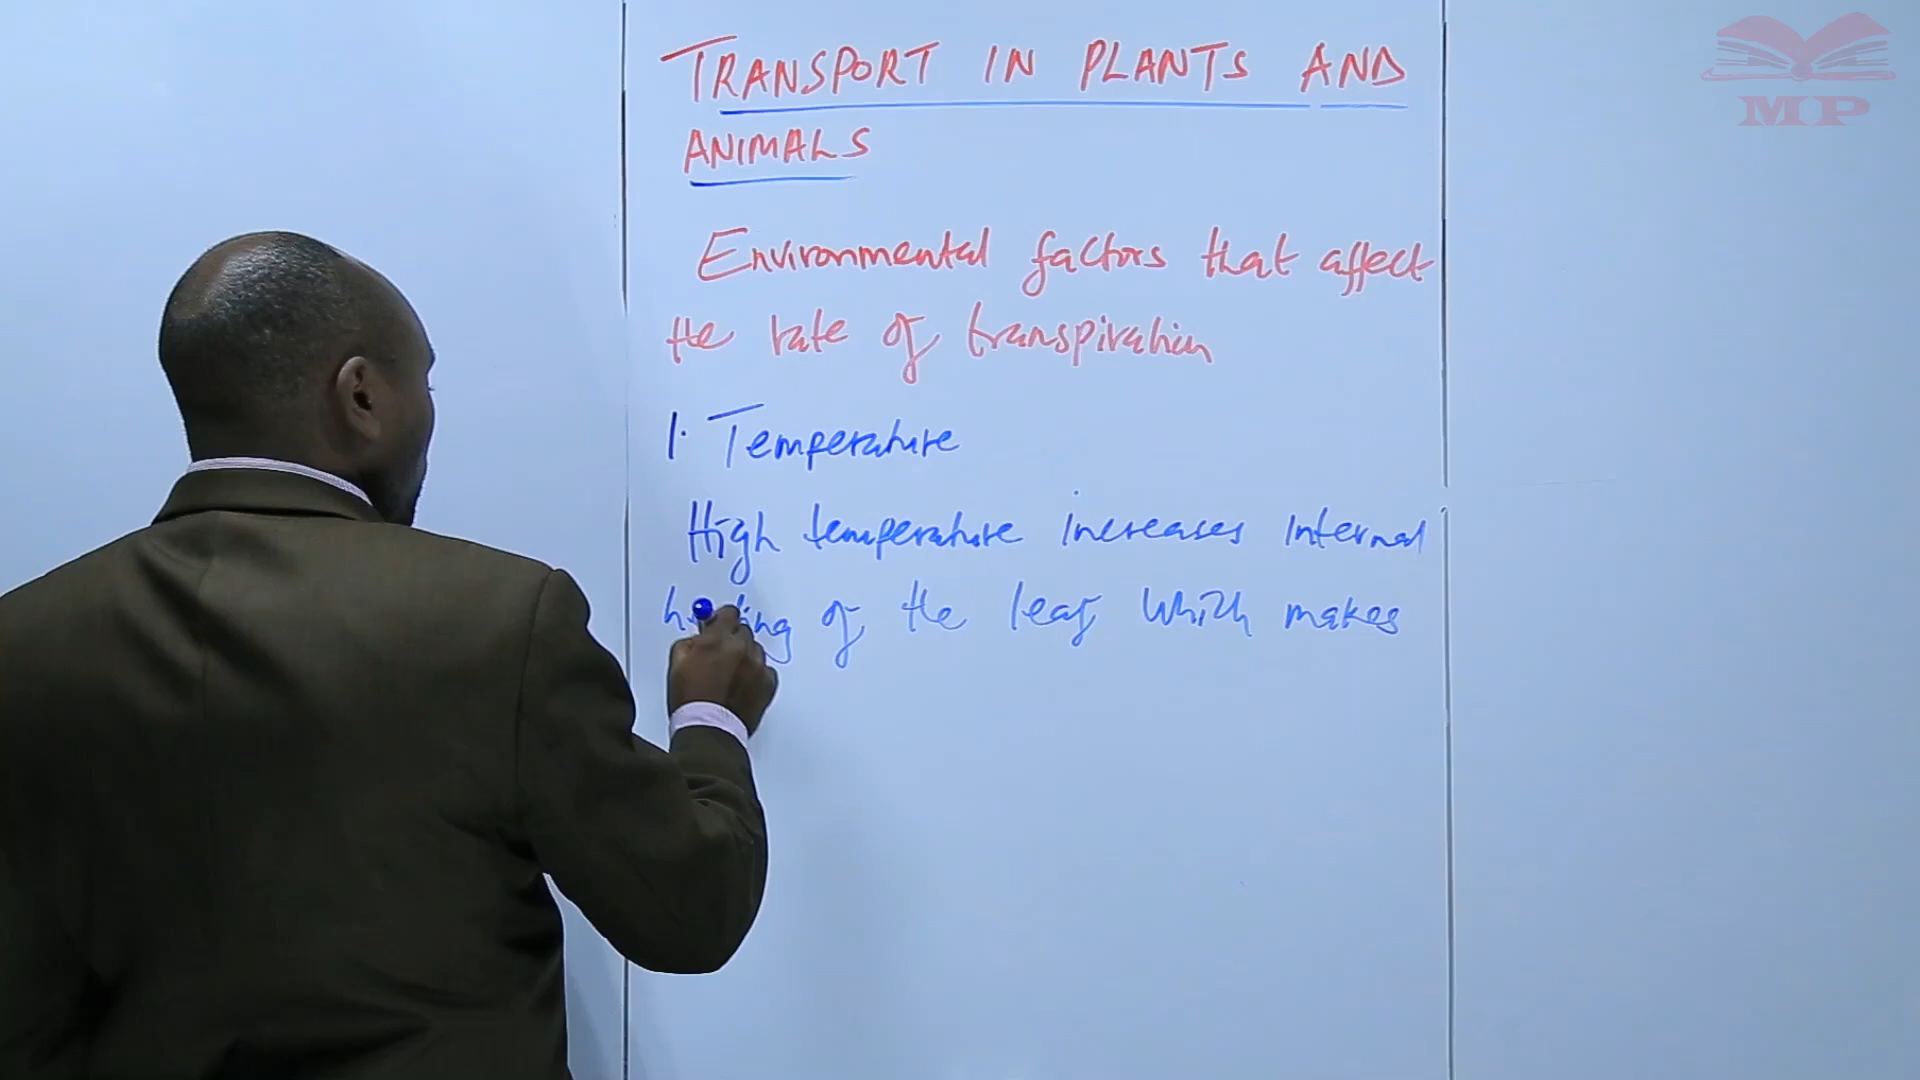 TRANSPORT IN PLANTS AND
ANIMALS
Environmental factors that affect
the rate of transpiration
1. Temperature
High temperature increases internal
heating of the leaf which makes
MP